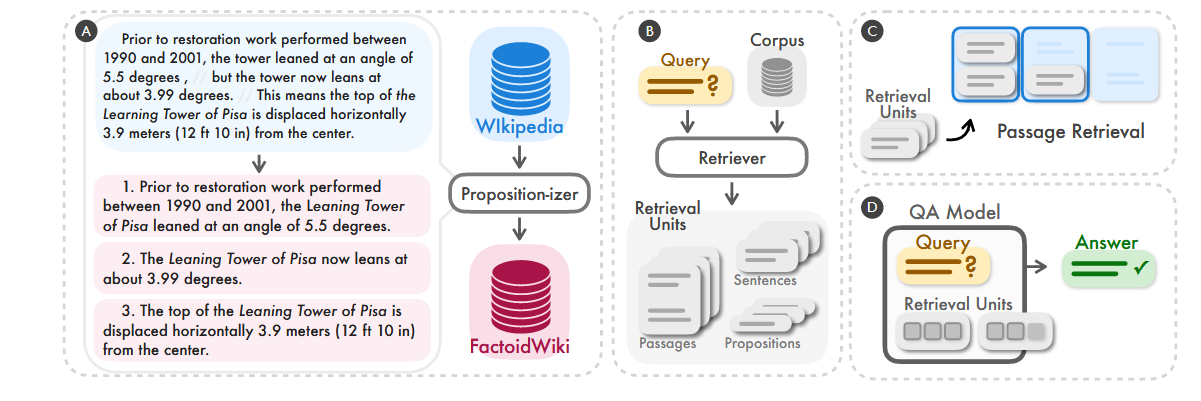 A
Prior to restoration work performed between
1990 and 2001, the tower leaned at an angle of
5.5 degrees , // but the tower now leans at
about 3.99 degrees. // This means the top of the
Learning Tower of Pisa is displaced horizontally
3.9 meters (12 ft 10 in) from the center.
1. Prior to restoration work performed
between 1990 and 2001, the Leaning Tower
of Pisa leaned at an angle of 5.5 degrees.
2. The Leaning Tower of Pisa now leans at
about 3.99 degrees.
3. The top of the Leaning Tower of Pisa is
displaced horizontally 3.9 meters (12 ft 10 in)
from the center.
WIkipedia
Proposition-izer
FactoidWiki
B
Query
?
Corpus
Retriever
Retrieval
Units
Passages
Sentences
Propositions
C
Retrieval
Units
Passage Retrieval
D
QA Model
Query
?
Retrieval Units
Answer